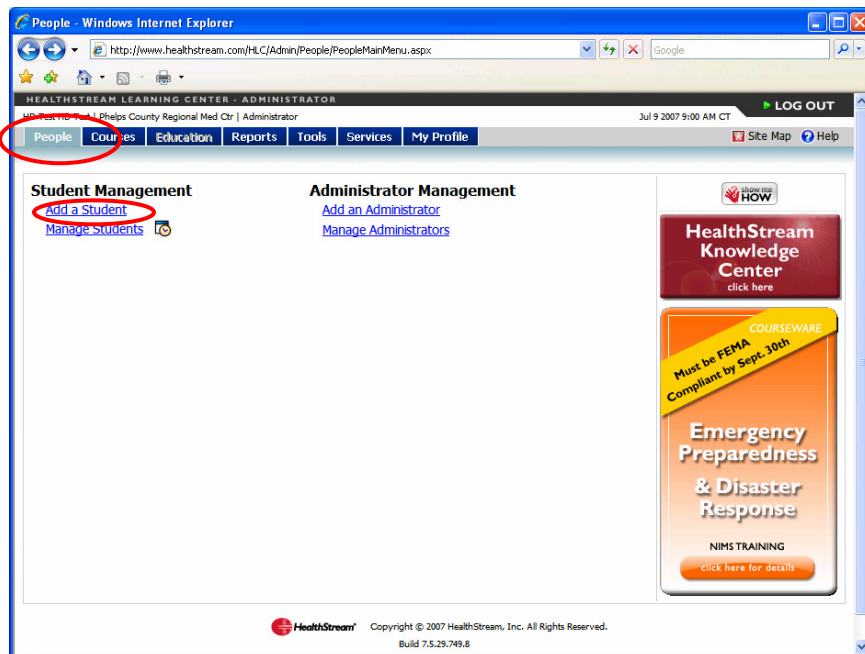 People - Windows Internet Explorer
http://www.healthstream.com/HLC/Admin/People/PeopleMainMenu.aspx
Google
HEALTHSTREAM LEARNING CENTER - ADMINISTRATOR
HD Test HD Test | Phelps County Regional Med Ctr | Administrator
Jul 9 2007 9:00 AM CT
LOG OUT
People Courses Education Reports Tools Services My Profile
Site Map Help
Student Management
Add a Student
Manage Students
Administrator Management
Add an Administrator
Manage Administrators
show me
HOW
HealthStream
Knowledge
Center
click here
COURSEWARE
Must be FEMA
Compliant by Sept. 30th
Emergency
Preparedness
& Disaster
Response
NIMS TRAINING
click here for details
HealthStream Copyright © 2007 HealthStream, Inc. All Rights Reserved.
Build 7.5.29.749.8